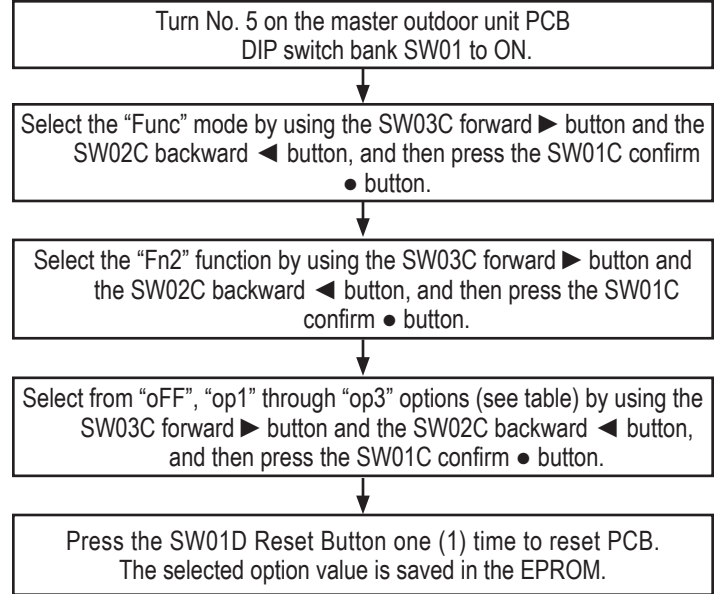 Turn No. 5 on the master outdoor unit PCB
DIP switch bank SW01 to ON.
Select the “Func” mode by using the SW03C forward ► button and the
SW02C backward ◄ button, and then press the SW01C confirm
● button.
Select the “Fn2” function by using the SW03C forward ► button and
the SW02C backward ◄ button, and then press the SW01C
confirm ● button.
Select from “oFF”, “op1” through “op3” options (see table) by using the
SW03C forward ► button and the SW02C backward ◄ button,
and then press the SW01C confirm ● button.
Press the SW01D Reset Button one (1) time to reset PCB.
The selected option value is saved in the EPROM.